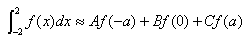 ∫_{-2}^{2} f(x)dx ≈ Af(−a) + Bf(0) + Cf(a)